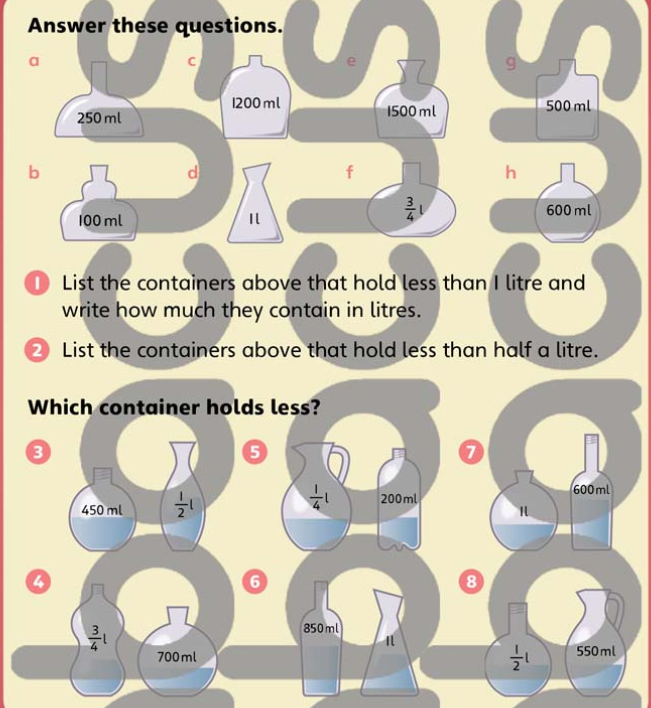 Answer these questions.
a
c
e
g
250 ml
1200 ml
1500 ml
500 ml
b
d
f
h
100 ml
1l
3/4 l
600 ml
1 List the containers above that hold less than 1 litre and
write how much they contain in litres.
2 List the containers above that hold less than half a litre.
Which container holds less?
3
450 ml
1/2 l
5
1/4 l
200 ml
7
1l
600 ml
4
3/4 l
700 ml
6
850 ml
1l
8
1/2 l
550 ml